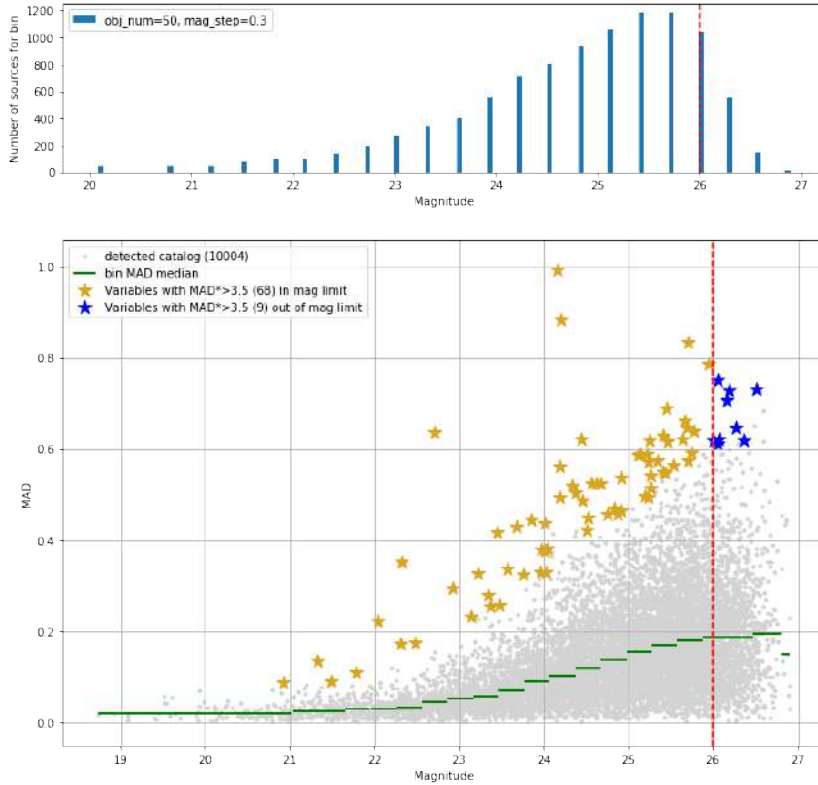 1200
1000
800
600
400
200
0
Number of sources for bin
obj_num=50, mag_step=0.3
20 21 22 23 24 25 26 27
Magnitude
1.0
0.8
0.6
0.4
0.2
0.0
MAD
detected catalog (10004)
bin MAD median
Variables with MAD*>3.5 (68) in mag limit
Variables with MAD*>3.5 (9) out of mag limit
19 20 21 22 23 24 25 26 27
Magnitude